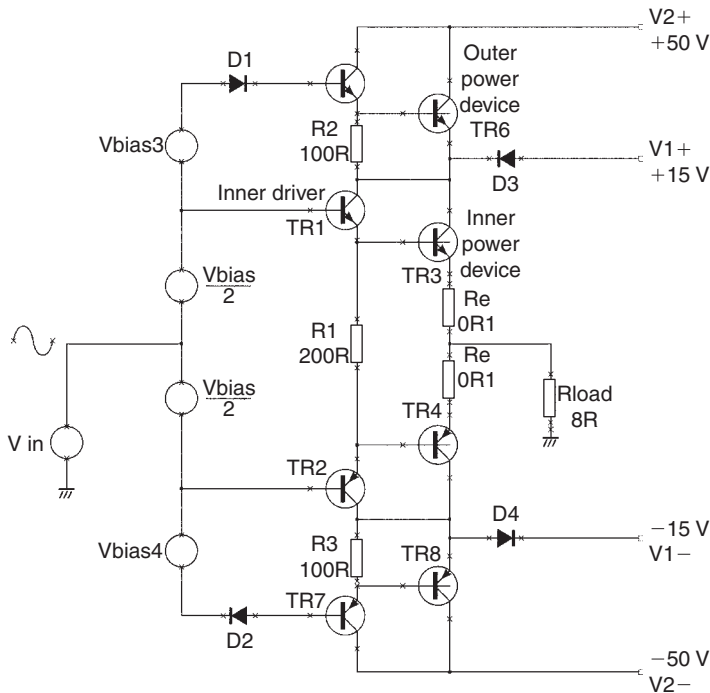 V2+
+50 V
D1
Outer
power
device
TR6
R2
100R
Vbias3
V1+
+15 V
D3
Inner driver
TR1
Inner
power
device
TR3
Vbias
2
Re
0R1
R1
200R
Re
0R1
Vbias
2
TR4
Rload
8R
V in
TR2
D4
−15 V
V1−
Vbias4
R3
100R
TR8
TR7
D2
−50 V
V2−